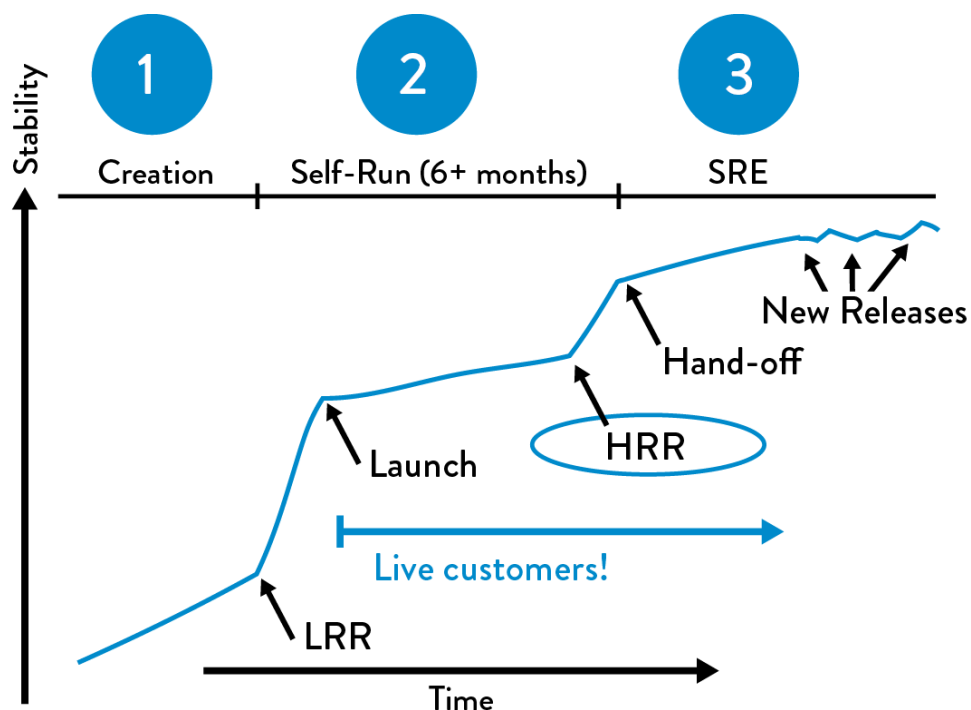 1
2
3
Stability
Creation
Self-Run (6+ months)
SRE
New Releases
Hand-off
HRR
Launch
Live customers!
LRR
Time